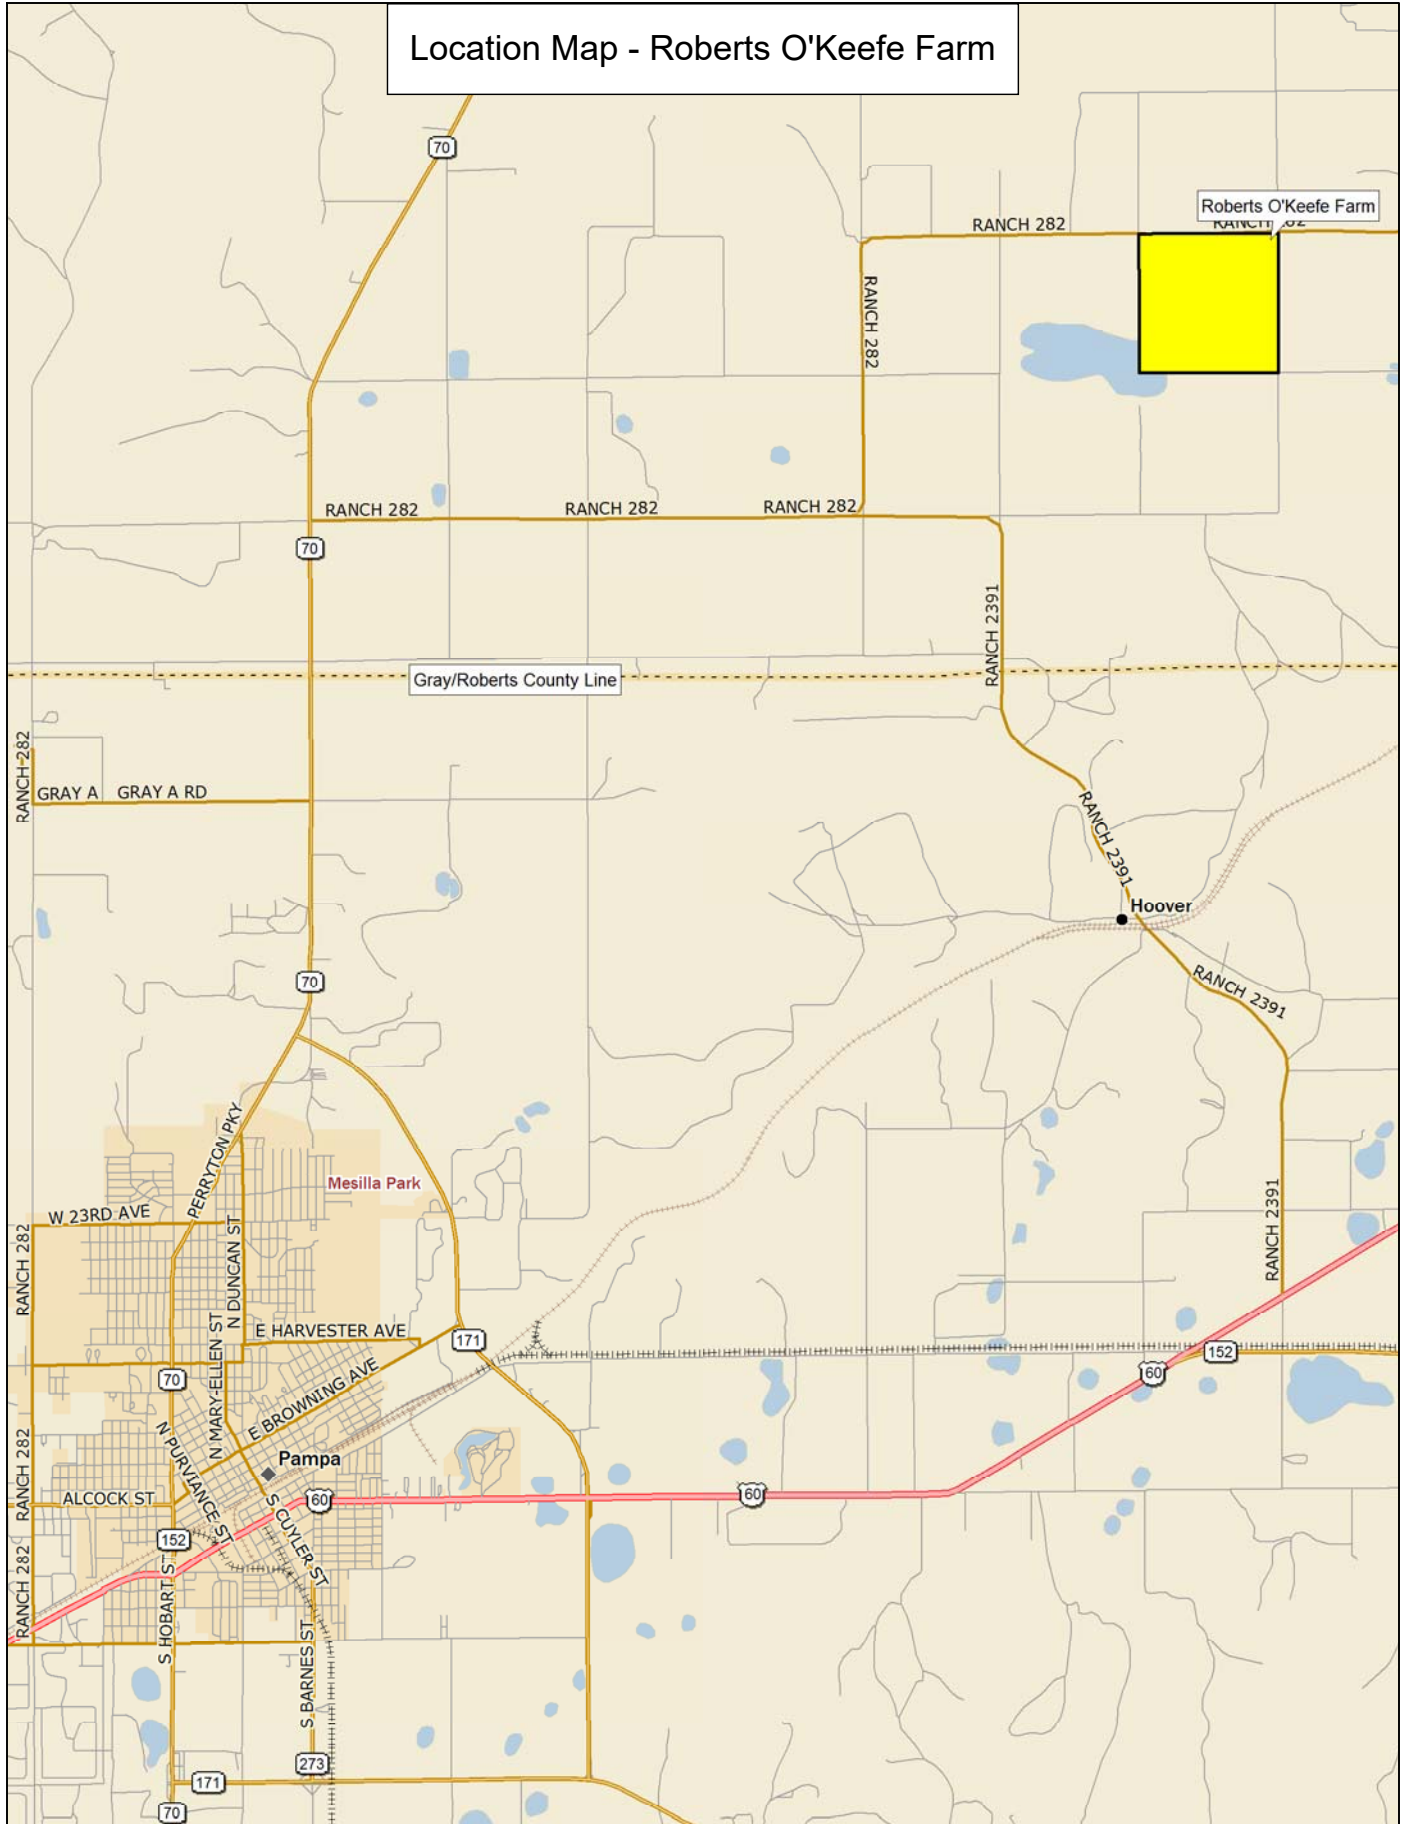 Location Map - Roberts O'Keefe Farm
70
Roberts O'Keefe Farm
RANCH 282
RANCH 282
RANCH 282
RANCH 282
RANCH 282
RANCH 282
70
RANCH 2391
Gray/Roberts County Line
RANCH 282
GRAY A
GRAY A RD
RANCH 2391
Hoover
70
RANCH 2391
PERRYTON PKY
Mesilla Park
W 23RD AVE
RANCH 2391
RANCH 282
N DUNCAN ST
N MARY-ELLEN ST
E HARVESTER AVE
171
152
60
70
E BROWNING AVE
N PURVIANCE ST
Pampa
RANCH 282
ALCOCK ST
60
60
S CUYLER ST
152
RANCH 282
S HOBART ST
S BARNES ST
273
171
70